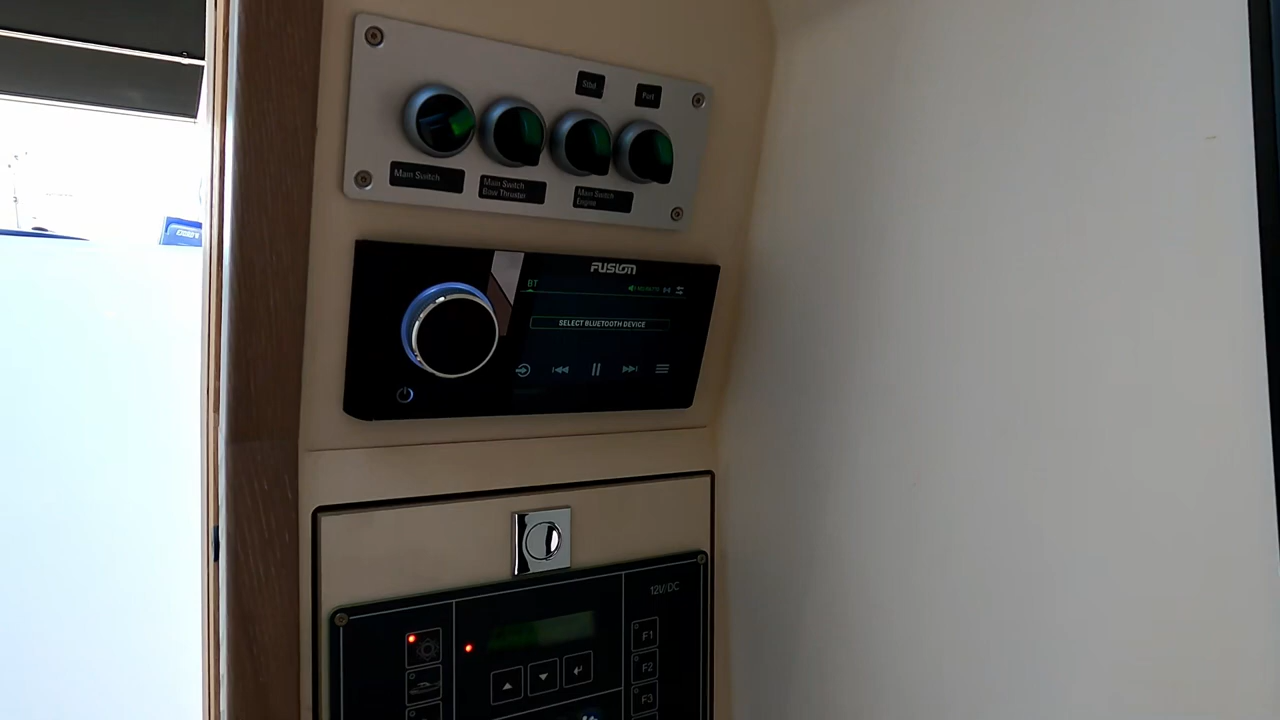 Stbd
Port
Main Switch
Main Switch
Bow Thruster
Main Switch
Engine
FUSION
BT
SELECT BLUETOOTH DEVICE
12V/DC
F1
F2
F3